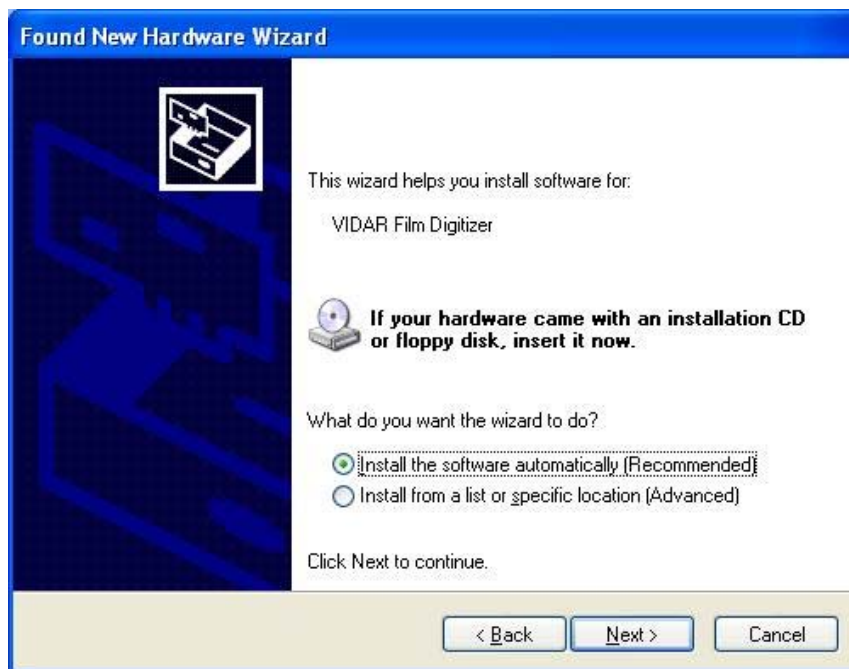 Found New Hardware Wizard
This wizard helps you install software for:
VIDAR Film Digitizer
If your hardware came with an installation CD
or floppy disk, insert it now.
What do you want the wizard to do?
Install the software automatically (Recommended)
Install from a list or specific location (Advanced)
Click Next to continue.
< Back
Next >
Cancel